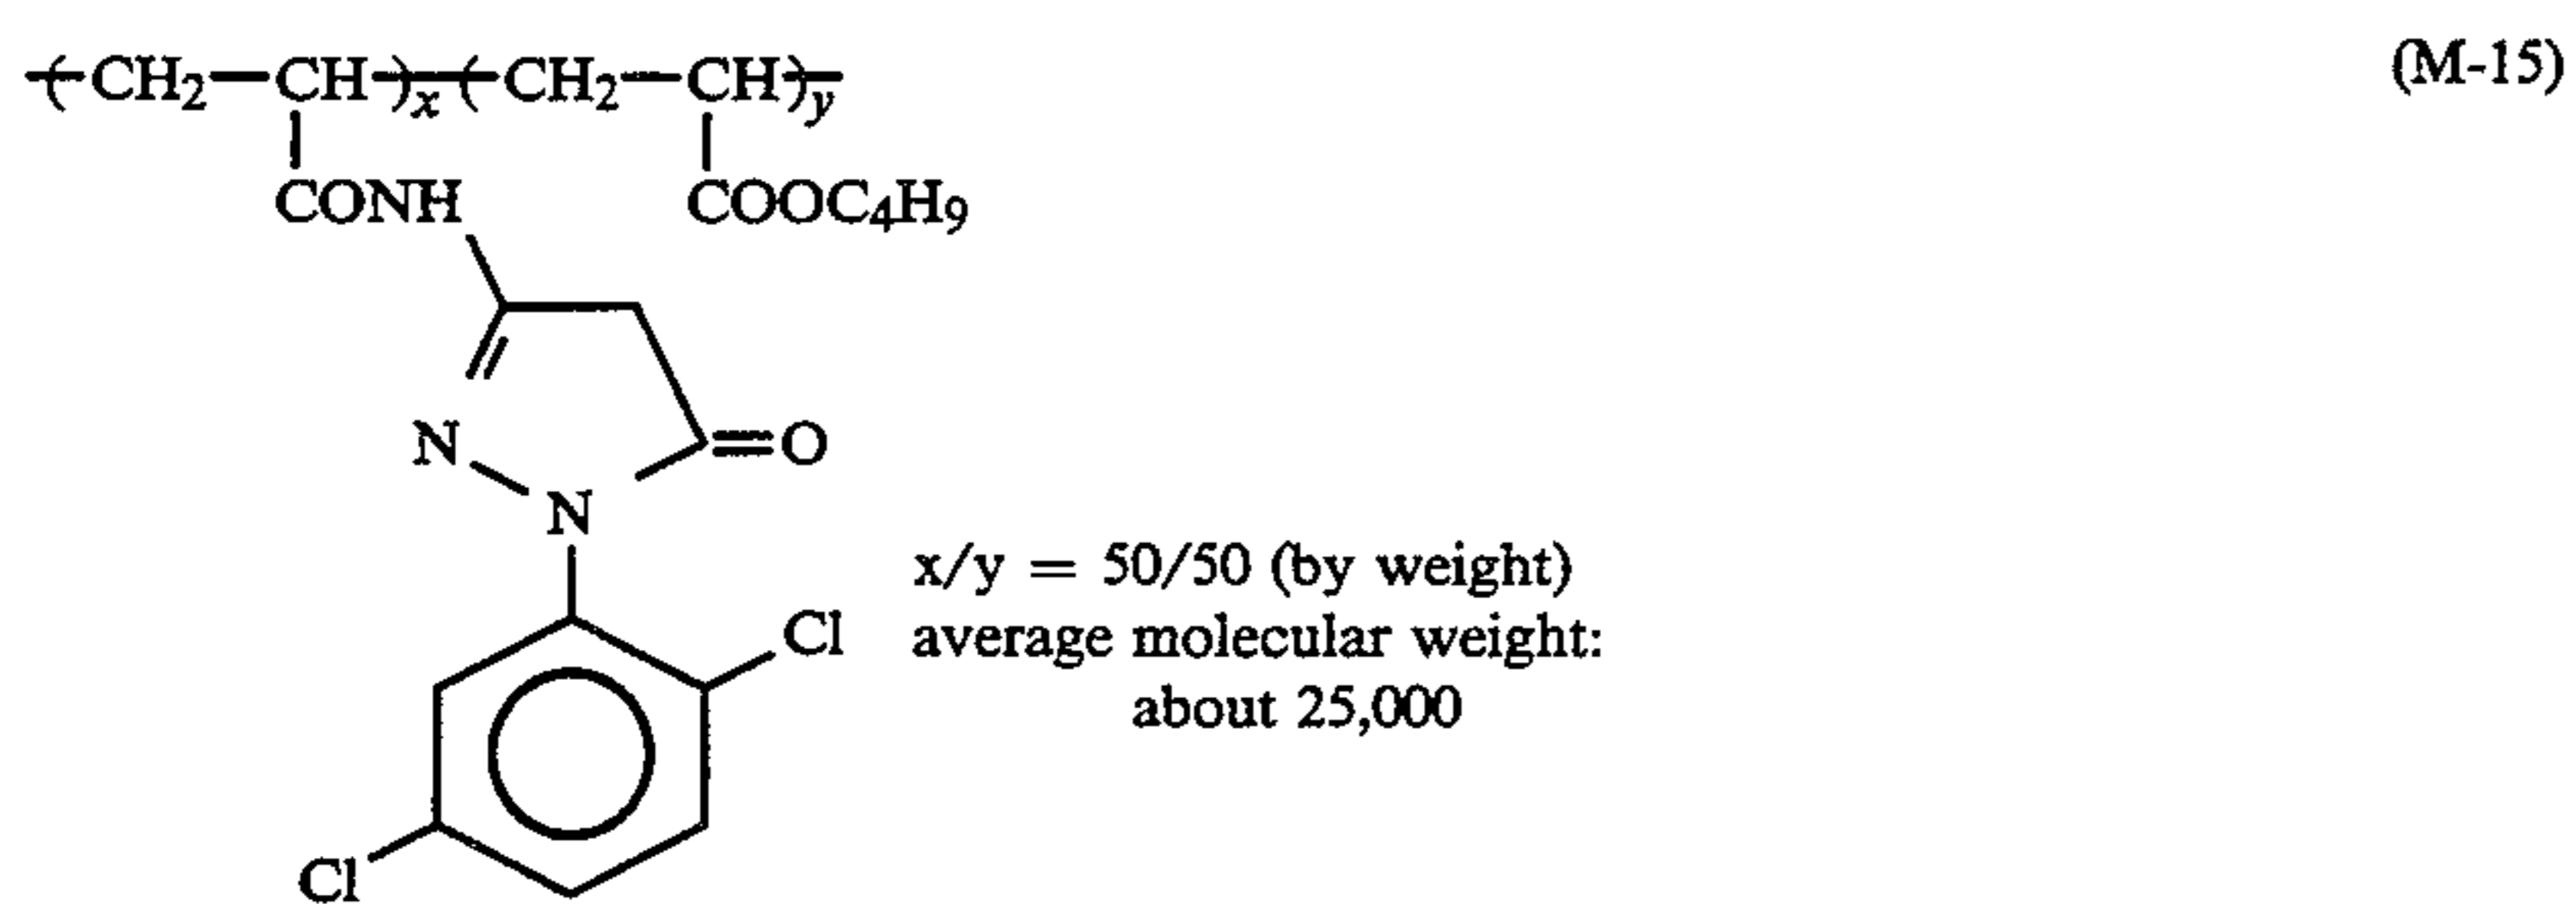 (CH₂—CH)x (CH₂—CH)y (M-15)
CONH COOC₄H₉
N O
N
x/y = 50/50 (by weight)
Cl average molecular weight:
about 25,000
Cl